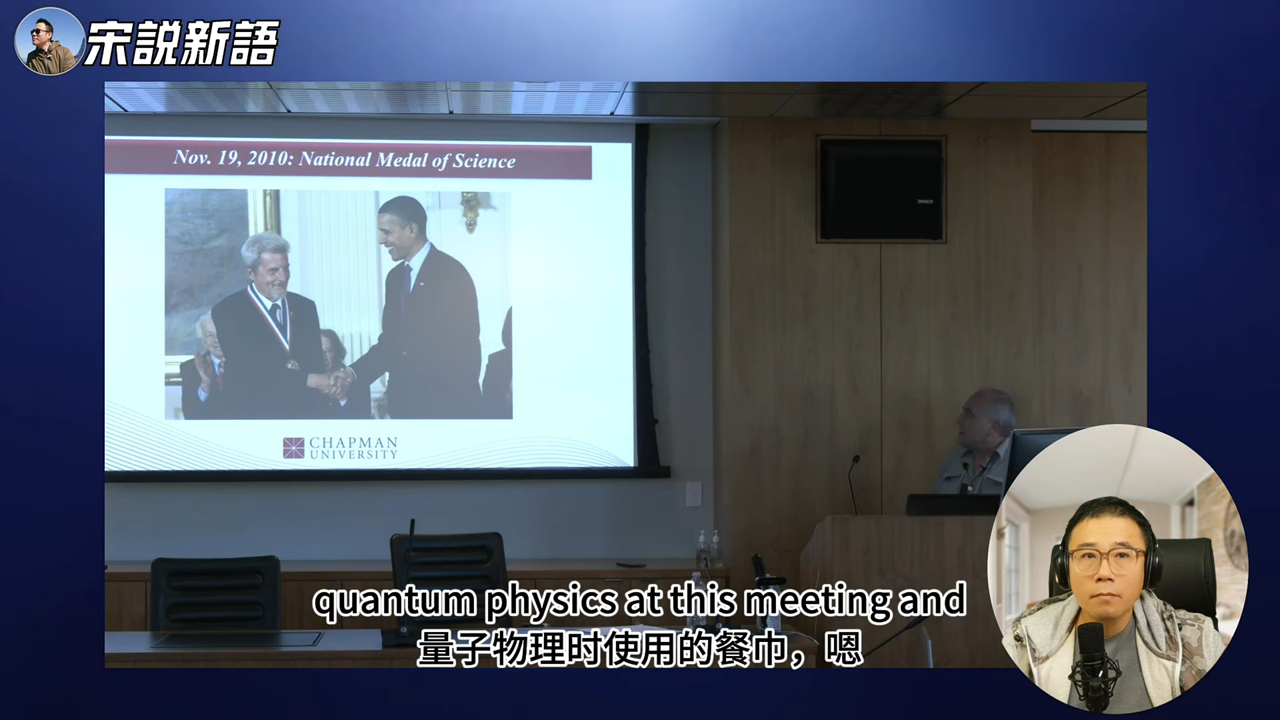 宋説新語
Nov. 19, 2010: National Medal of Science
CHAPMAN
UNIVERSITY
TANNOY
quantum physics at this meeting and
量子物理时使用的餐巾，嗯